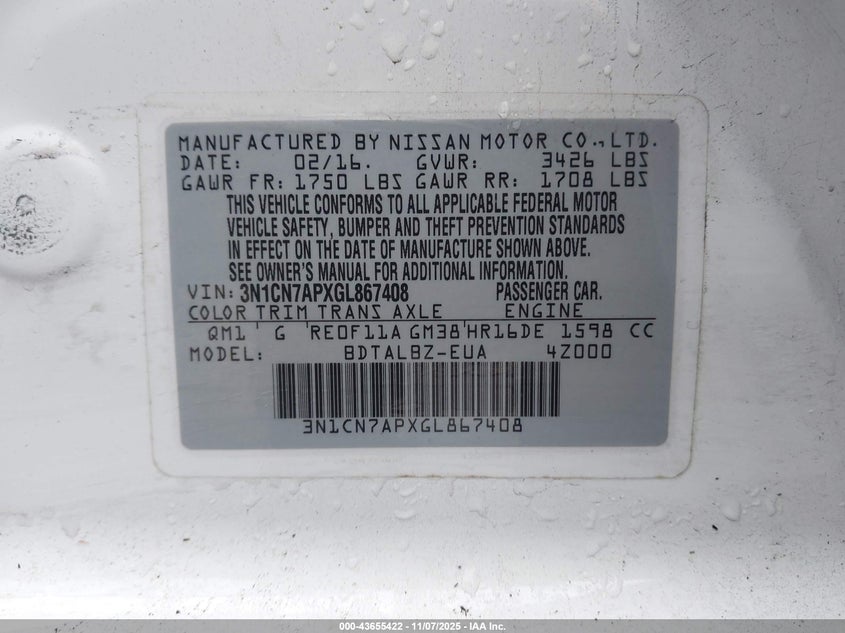 MANUFACTURED BY NISSAN MOTOR CO., LTD.
DATE: 02/16. GVWR: 3426 LBS
GAWR FR: 1750 LBS GAWR RR: 1708 LBS
THIS VEHICLE CONFORMS TO ALL APPLICABLE FEDERAL MOTOR
VEHICLE SAFETY, BUMPER AND THEFT PREVENTION STANDARDS
IN EFFECT ON THE DATE OF MANUFACTURE SHOWN ABOVE.
SEE OWNER'S MANUAL FOR ADDITIONAL INFORMATION.
VIN: 3N1CN7APXGL867408 PASSENGER CAR.
COLOR TRIM TRANS AXLE ENGINE
QM1 G RE0F11A GM38 HR16DE 1598 CC
MODEL: BDTALBZ-EUA 4Z000
3N1CN7APXGL867408
000-43655422 - 11/07/2025 - IAA Inc.